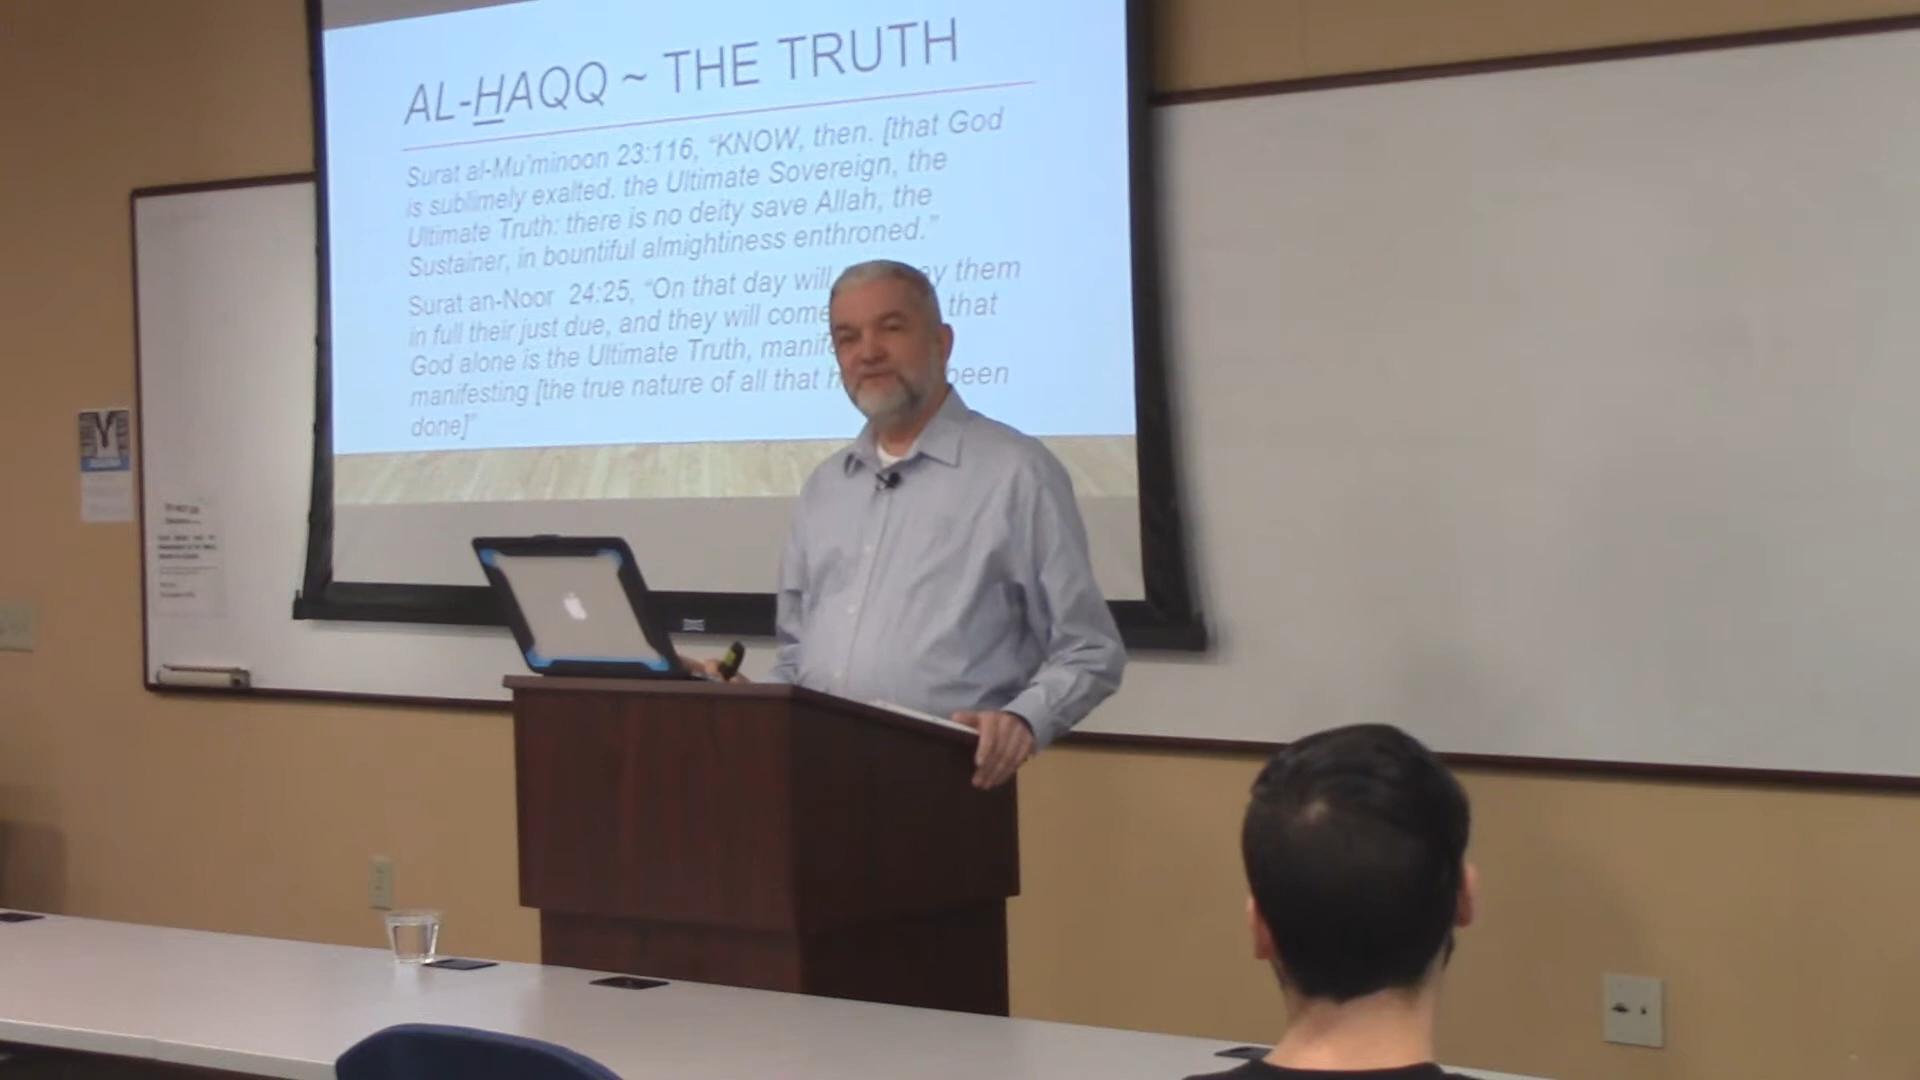 AL-HAQQ ~ THE TRUTH
Surat al-Mu'minoon 23:116, "KNOW, then. [that God
is sublimely exalted. the Ultimate Sovereign, the
Ultimate Truth: there is no deity save Allah, the
Sustainer, in bountiful almightiness enthroned."
Surat an-Noor 24:25, "On that day will them
in full their just due, and they will come that
God alone is the Ultimate Truth,
manifesting [the true nature of all that been
done]"